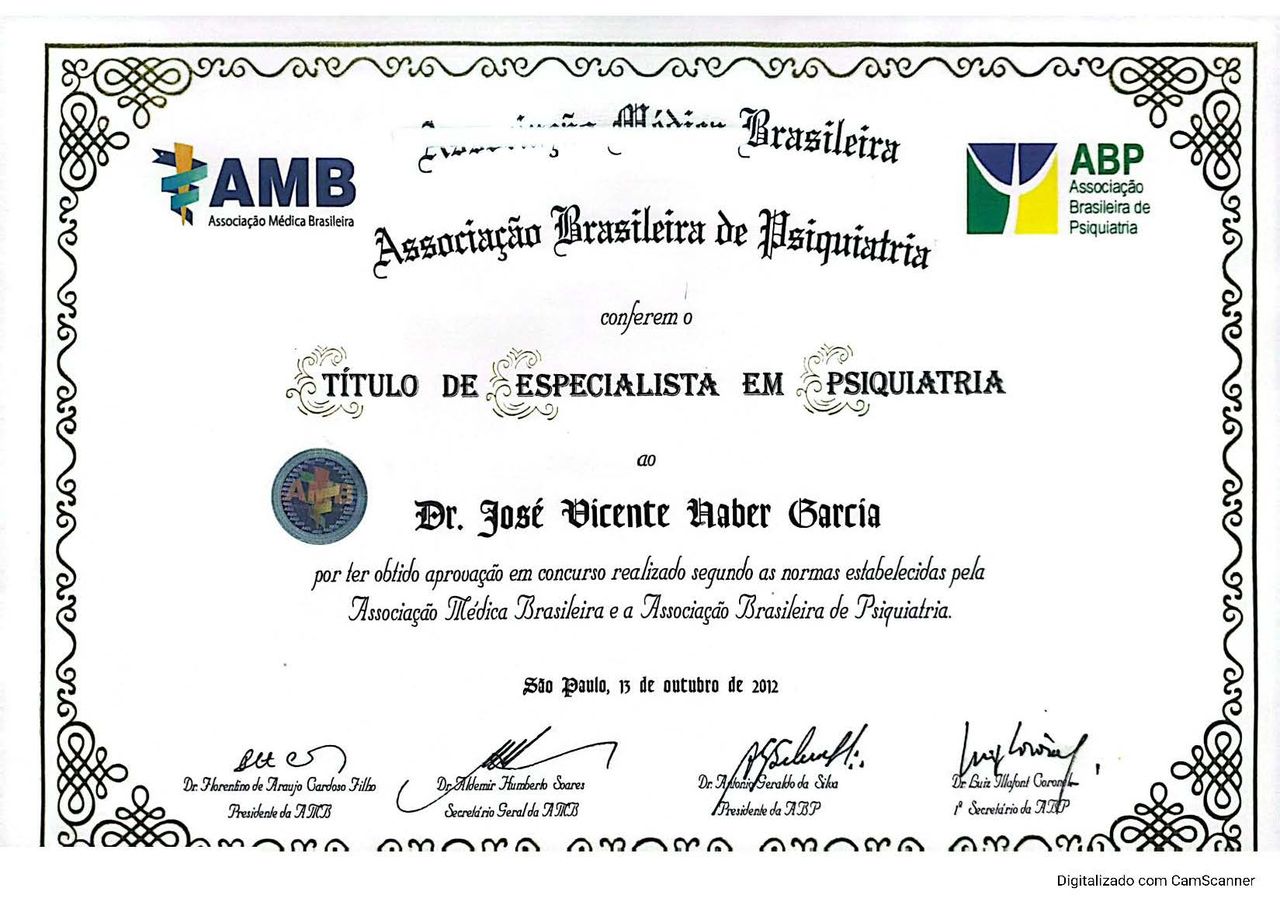 Associação Médica Brasileira
AMB
Associação Médica Brasileira
ABP
Associação
Brasileira de
Psiquiatria
Associação Brasileira de Psiquiatria
conferem o
TÍTULO DE ESPECIALISTA EM PSIQUIATRIA
ao
AMB
Dr. José Vicente Haber Garcia
por ter obtido aprovação em concurso realizado segundo as normas estabelecidas pela
Associação Médica Brasileira e a Associação Brasileira de Psiquiatria.
São Paulo, 13 de outubro de 2012
Dr. Florentino de Araujo Cardoso Filho
Presidente da AMB
Dr. Aldemir Humberto Soares
Secretário Geral da AMB
Dr. Antonio Geraldo da Silva
Presidente da ABP
Dr. Luiz Illafont Coronel
1º Secretário da ABP
Digitalizado com CamScanner